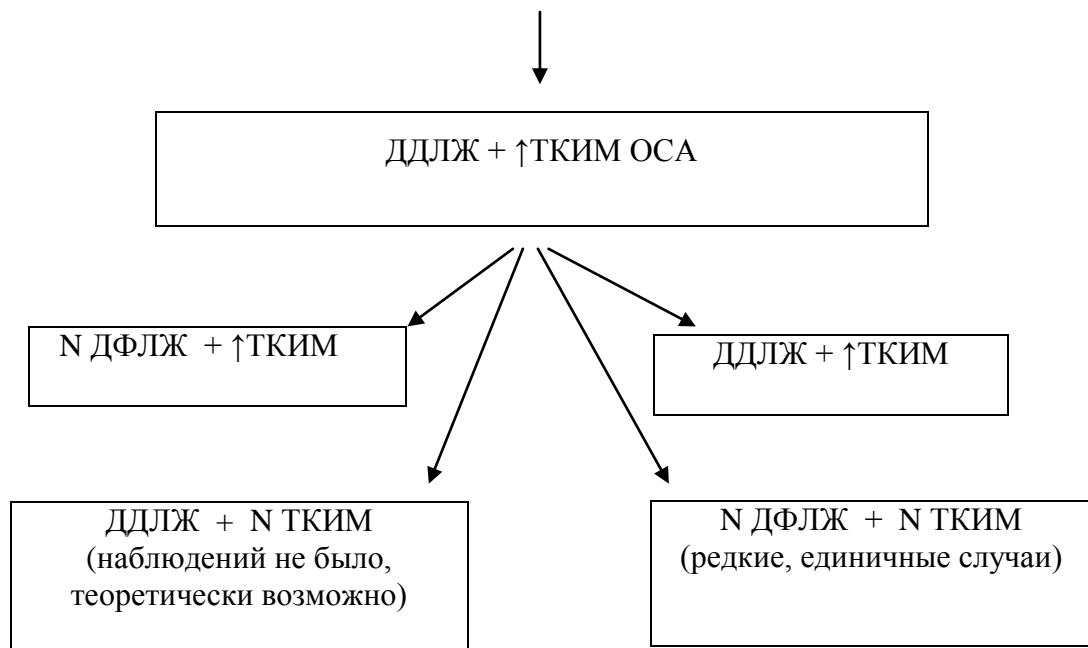 ДДЛЖ + ↑ТКИМ ОСА
N ДФЛЖ + ↑ТКИМ
ДДЛЖ + ↑ТКИМ
ДДЛЖ + N ТКИМ
(наблюдений не было,
теоретически возможно)
N ДФЛЖ + N ТКИМ
(редкие, единичные случаи)